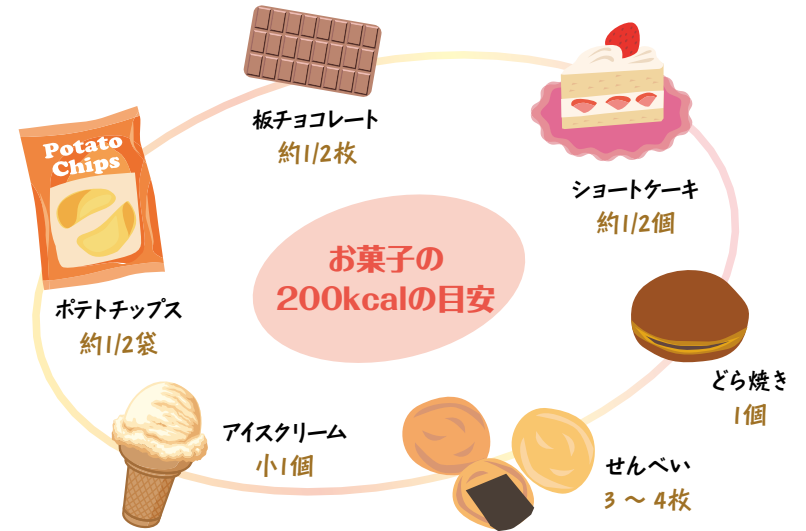 お菓子の
200kcalの目安
板チョコレート
約1/2枚
ショートケーキ
約1/2個
どら焼き
1個
せんべい
3 ～ 4枚
アイスクリーム
小1個
ポテトチップス
約1/2袋
Potato
Chips